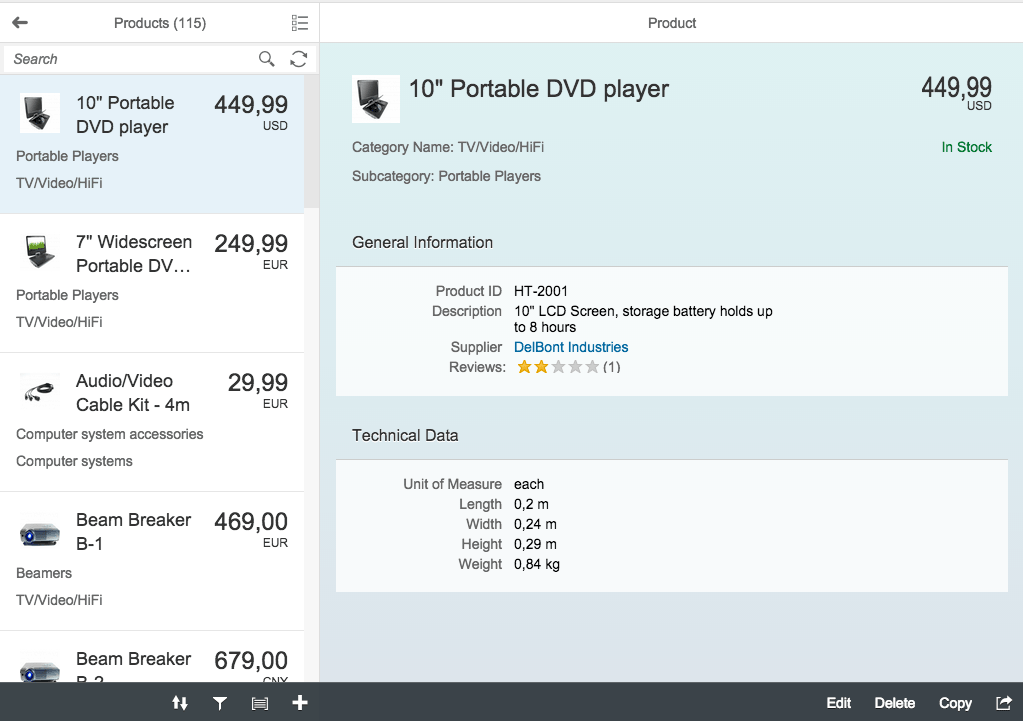 Products (115)
Search
10" Portable
DVD player
449,99
USD
Portable Players
TV/Video/HiFi
7" Widescreen
Portable DV...
249,99
EUR
Portable Players
TV/Video/HiFi
Audio/Video
Cable Kit - 4m
29,99
EUR
Computer system accessories
Computer systems
Beam Breaker
B-1
469,00
EUR
Beamers
TV/Video/HiFi
Beam Breaker
B-2
679,00
CNY
Product
10" Portable DVD player
449,99
USD
Category Name: TV/Video/HiFi
In Stock
Subcategory: Portable Players
General Information
Product ID HT-2001
Description 10" LCD Screen, storage battery holds up
to 8 hours
Supplier DelBont Industries
Reviews: (1)
Technical Data
Unit of Measure each
Length 0,2 m
Width 0,24 m
Height 0,29 m
Weight 0,84 kg
Edit Delete Copy